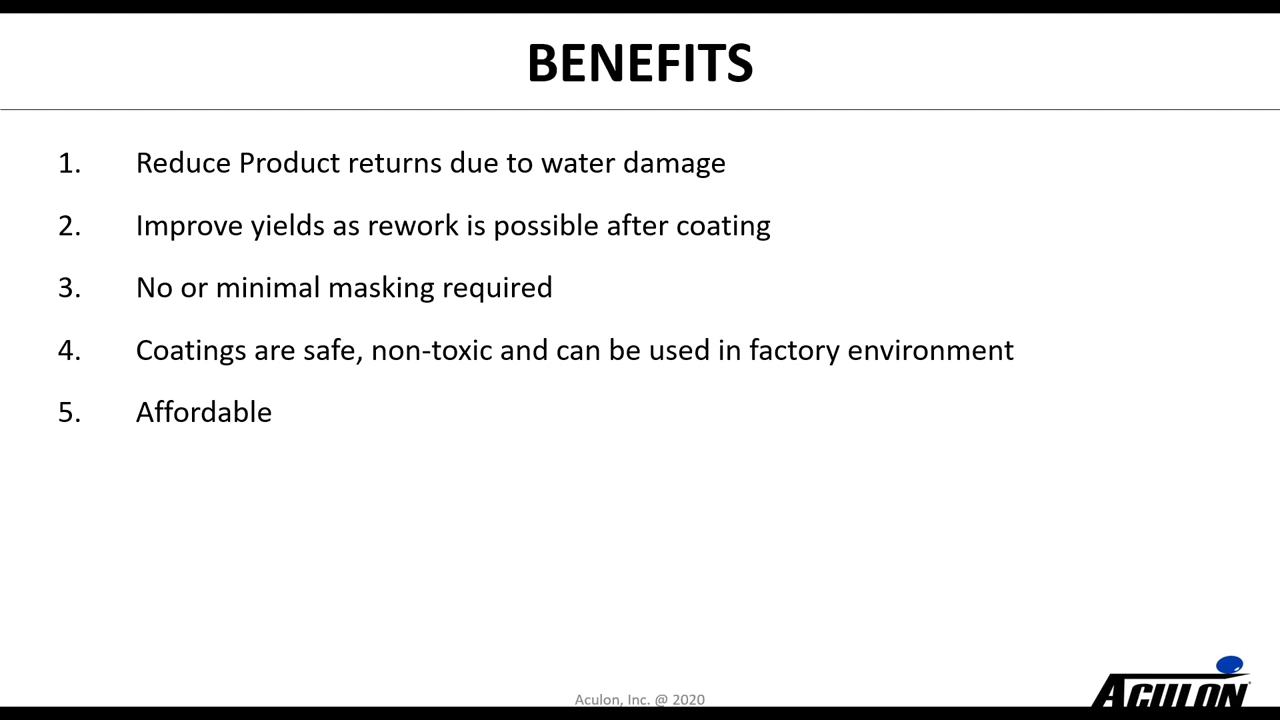 BENEFITS
1. Reduce Product returns due to water damage
2. Improve yields as rework is possible after coating
3. No or minimal masking required
4. Coatings are safe, non-toxic and can be used in factory environment
5. Affordable
Aculon, Inc. @ 2020
ACULON